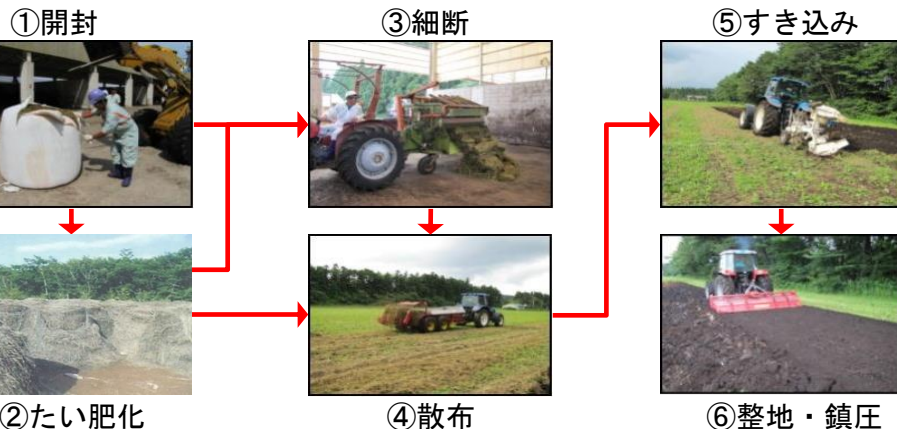 ①開封
③細断
⑤すき込み
②たい肥化
④散布
⑥整地・鎮圧